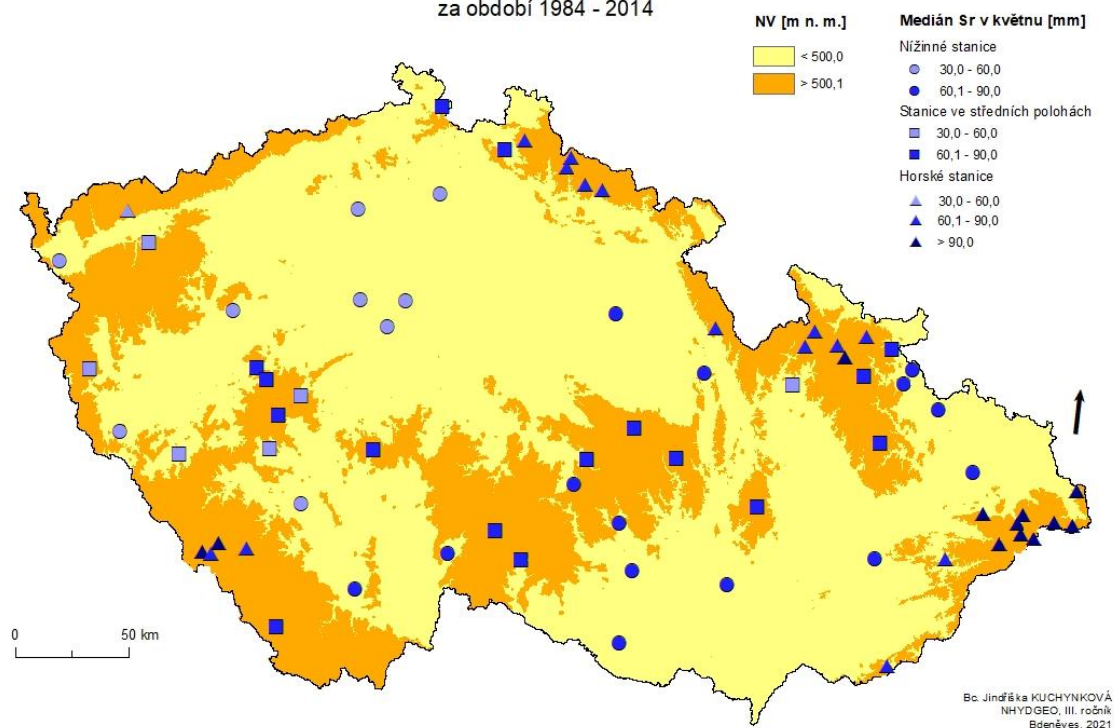 za období 1984 - 2014
NV [m n. m.]
< 500,0
> 500,1
Medián Sr v květnu [mm]
Nížinné stanice
30,0 - 60,0
60,1 - 90,0
Stanice ve středních polohách
30,0 - 60,0
60,1 - 90,0
Horské stanice
30,0 - 60,0
60,1 - 90,0
> 90,0
0 50 km
Bc. Jindřiška KUCHYNKOVÁ
NHYDGEO, III. ročník
Bdeněves, 2021